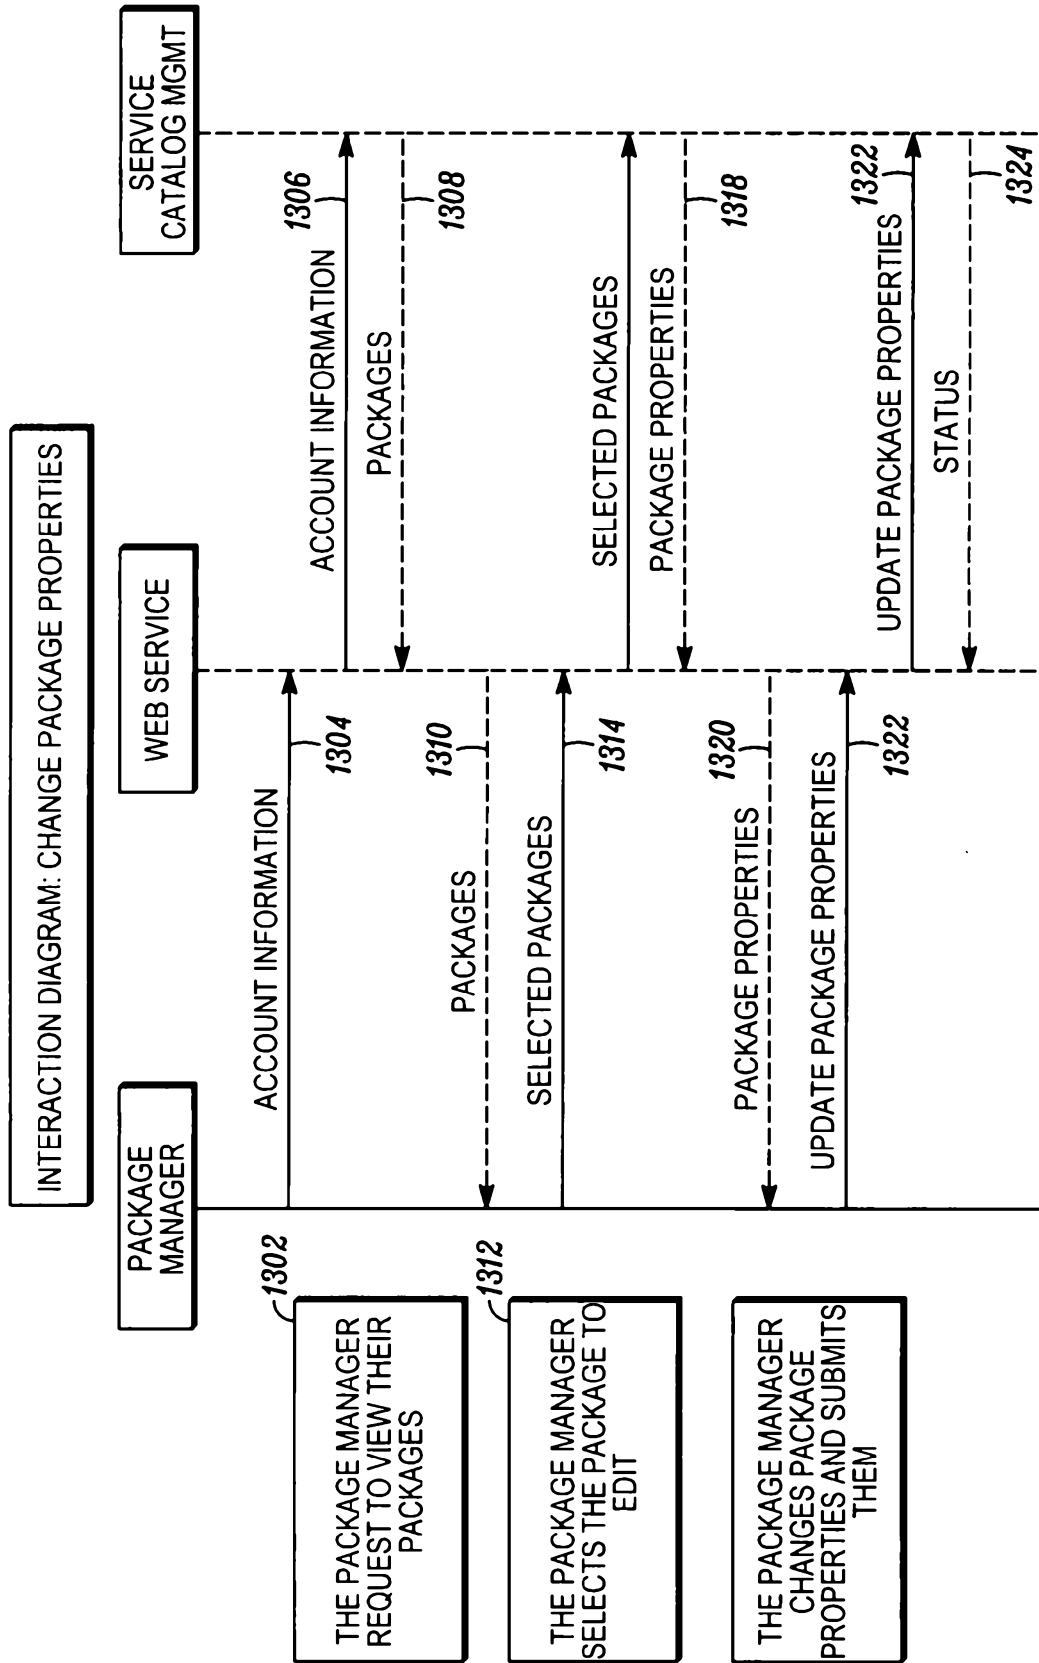 INTERACTION DIAGRAM: CHANGE PACKAGE PROPERTIES
PACKAGE
MANAGER
WEB SERVICE
SERVICE
CATALOG MGMT
1302
THE PACKAGE MANAGER
REQUEST TO VIEW THEIR
PACKAGES
ACCOUNT INFORMATION
1304
ACCOUNT INFORMATION
1306
PACKAGES
1308
PACKAGES
1310
1312
THE PACKAGE MANAGER
SELECTS THE PACKAGE TO
EDIT
SELECTED PACKAGES
1314
SELECTED PACKAGES
PACKAGE PROPERTIES
1318
PACKAGE PROPERTIES
1320
THE PACKAGE MANAGER
CHANGES PACKAGE
PROPERTIES AND SUBMITS
THEM
UPDATE PACKAGE PROPERTIES
1322
UPDATE PACKAGE PROPERTIES
1322
STATUS
1324